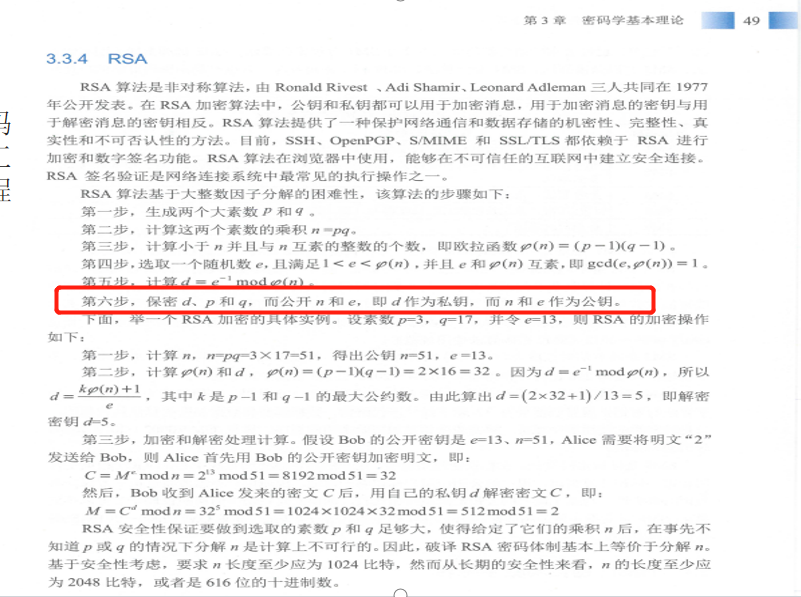 第 3 章 密码学基本理论 49
3.3.4 RSA
码
工
程
RSA 算法是非对称算法，由 Ronald Rivest 、Adi Shamir、Leonard Adleman 三人共同在 1977
年公开发表。在 RSA 加密算法中，公钥和私钥都可以用于加密消息，用于加密消息的密钥与用
于解密消息的密钥相反。RSA 算法提供了一种保护网络通信和数据存储的机密性、完整性、真
实性和不可否认性的方法。目前，SSH、OpenPGP、S/MIME 和 SSL/TLS 都依赖于 RSA 进行
加密和数字签名功能。RSA 算法在浏览器中使用，能够在不可信任的互联网中建立安全连接。
RSA 签名验证是网络连接系统中最常见的执行操作之一。
RSA 算法基于大整数因子分解的困难性，该算法的步骤如下：
第一步，生成两个大素数 p 和 q 。
第二步，计算这两个素数的乘积 n =pq。
第三步，计算小于 n 并且与 n 互素的整数的个数，即欧拉函数 φ(n) = (p−1)(q−1) 。
第四步，选取一个随机数 e，且满足1 < e < φ(n) ，并且 e 和 φ(n) 互素，即 gcd(e,φ(n)) = 1 。
第五步，计算 d = e⁻¹ mod φ(n) 。
第六步，保密 d、p 和 q，而公开 n 和 e，即 d 作为私钥，而 n 和 e 作为公钥。
下面，举一个 RSA 加密的具体实例。设素数 p=3，q=17，并令 e=13，则 RSA 的加密操作
如下：
第一步，计算 n，n=pq=3×17=51，得出公钥 n=51，e =13。
第二步，计算 φ(n) 和 d ， φ(n) = (p−1)(q−1) = 2×16 = 32 。因为 d = e⁻¹ mod φ(n) ，所以
d = kφ(n)+1 / e ，其中 k 是 p –1 和 q –1 的最大公约数。由此算出 d = (2×32+1)/13 = 5 ，即解密
密钥 d=5。
第三步，加密和解密处理计算。假设 Bob 的公开密钥是 e=13、n=51，Alice 需要将明文“2”
发送给 Bob，则 Alice 首先用 Bob 的公开密钥加密明文，即：
C = Mᵉ mod n = 2¹³ mod 51 = 8192 mod 51 = 32
然后，Bob 收到 Alice 发来的密文 C 后，用自己的私钥 d 解密密文 C ，即：
M = Cᵈ mod n = 32⁵ mod 51 = 1024×1024×32 mod 51 = 512 mod 51 = 2
RSA 安全性保证要做到选取的素数 p 和 q 足够大，使得给定了它们的乘积 n 后，在事先不
知道 p 或 q 的情况下分解 n 是计算上不可行的。因此，破译 RSA 密码体制基本上等价于分解 n。
基于安全性考虑，要求 n 长度至少应为 1024 比特，然而从长期的安全性来看，n 的长度至少应
为 2048 比特，或者是 616 位的十进制数。